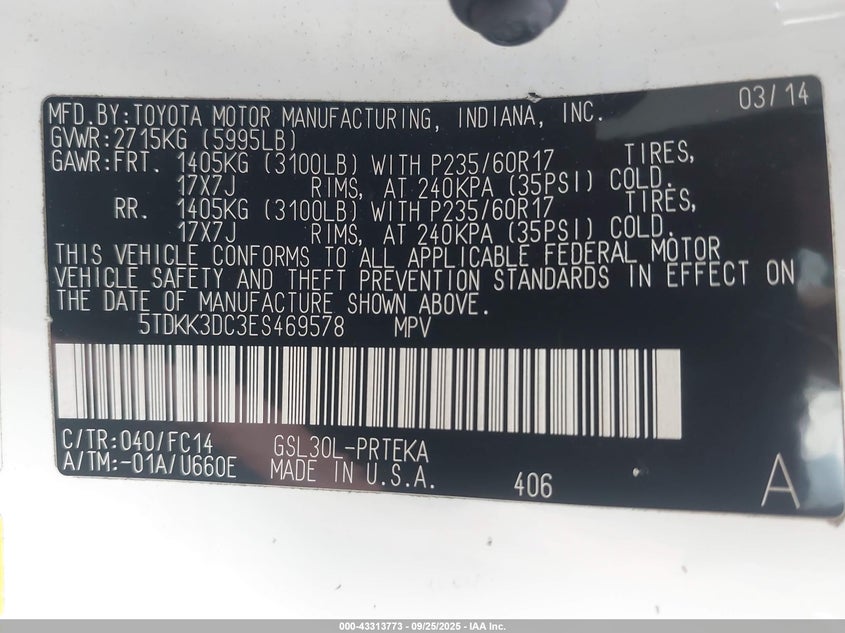 03/14
MFD.BY:TOYOTA MOTOR MANUFACTURING, INDIANA, INC.
GVWR:2715KG (5995LB)
GAWR:FRT. 1405KG (3100LB) WITH P235/60R17 TIRES,
17X7J RIMS, AT 240KPA (35PSI) COLD.
RR. 1405KG (3100LB) WITH P235/60R17 TIRES,
17X7J RIMS, AT 240KPA (35PSI) COLD.
THIS VEHICLE CONFORMS TO ALL APPLICABLE FEDERAL MOTOR
VEHICLE SAFETY AND THEFT PREVENTION STANDARDS IN EFFECT ON
THE DATE OF MANUFACTURE SHOWN ABOVE.
5TDKK3DC3ES469578 MPV
C/TR:040/FC14 GSL30L-PRTEKA
A/TM:-01A/U660E MADE IN U.S.A. 406 A
000-43313773 - 09/25/2025 - IAA Inc.